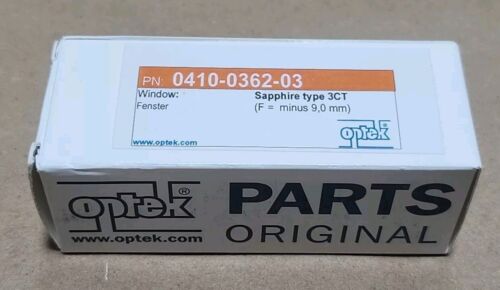 PN: 0410-0362-03
Window: Sapphire type 3CT
Fenster (F = minus 9,0 mm)
www.optek.com optek
optek® PARTS
www.optek.com ORIGINAL